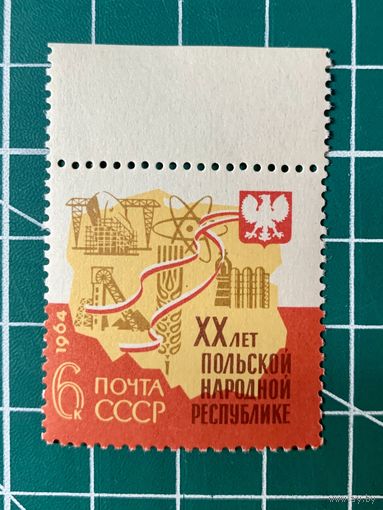 1964
6к
ПОЧТА
СССР
XX ЛЕТ
ПОЛЬСКОЙ
НАРОДНОЙ
РЕСПУБЛИКЕ